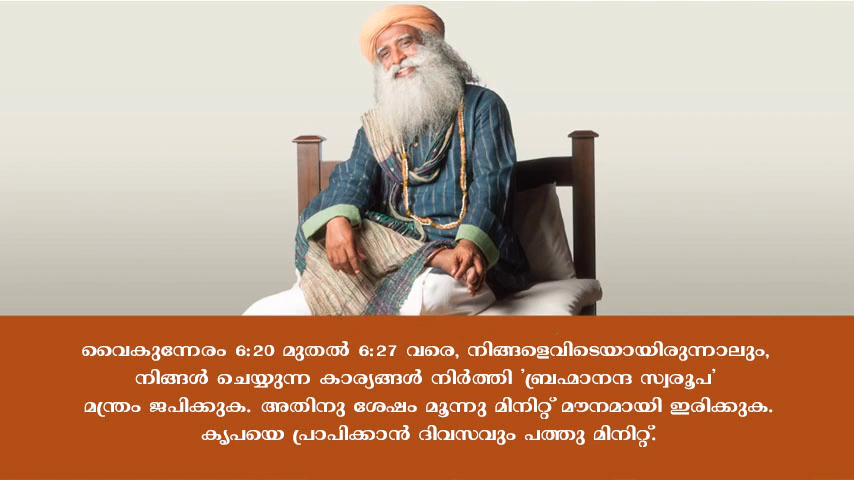 വൈകുന്നേരം 6:20 മുതൽ 6:27 വരെ, നിങ്ങളെവിടെയായിരുന്നാലും,
നിങ്ങൾ ചെയ്യുന്ന കാര്യങ്ങൾ നിർത്തി 'ബ്രഹ്മാനന്ദ സ്വരൂപ'
മന്ത്രം ജപിക്കുക. അതിനു ശേഷം മൂന്നു മിനിറ്റ് മൗനമായി ഇരിക്കുക.
കൃപയെ പ്രാപിക്കാൻ ദിവസവും പത്തു മിനിറ്റ്.